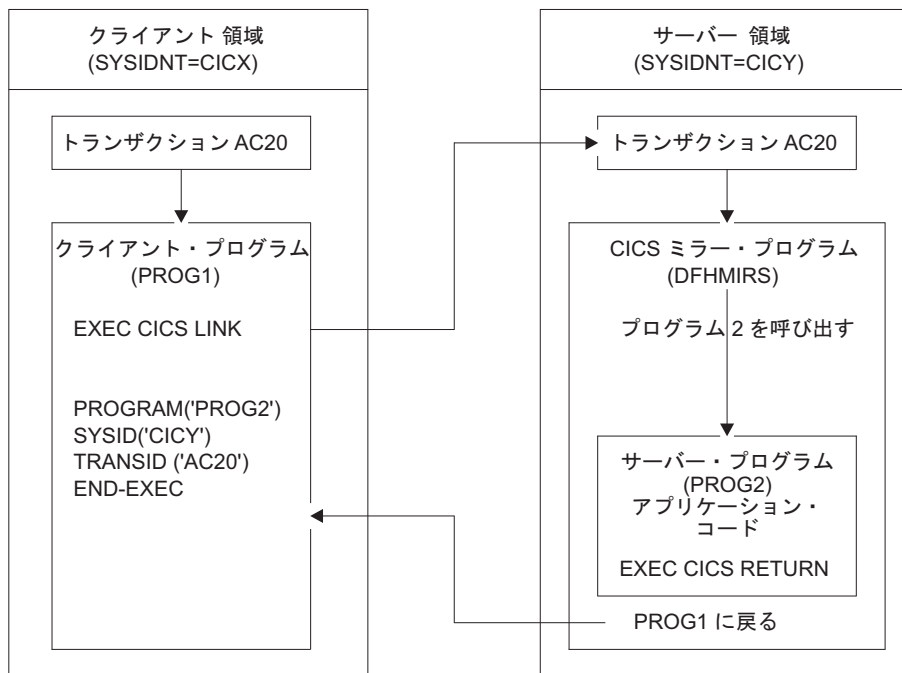 クライアント 領域
(SYSIDNT=CICX)
トランザクション AC20
クライアント・プログラム
(PROG1)
EXEC CICS LINK
PROGRAM('PROG2')
SYSID('CICY')
TRANSID ('AC20')
END-EXEC
サーバー 領域
(SYSIDNT=CICY)
トランザクション AC20
CICS ミラー・プログラム
(DFHMIRS)
プログラム 2 を呼び出す
サーバー・プログラム
(PROG2)
アプリケーション・
コード
EXEC CICS RETURN
PROG1 に戻る